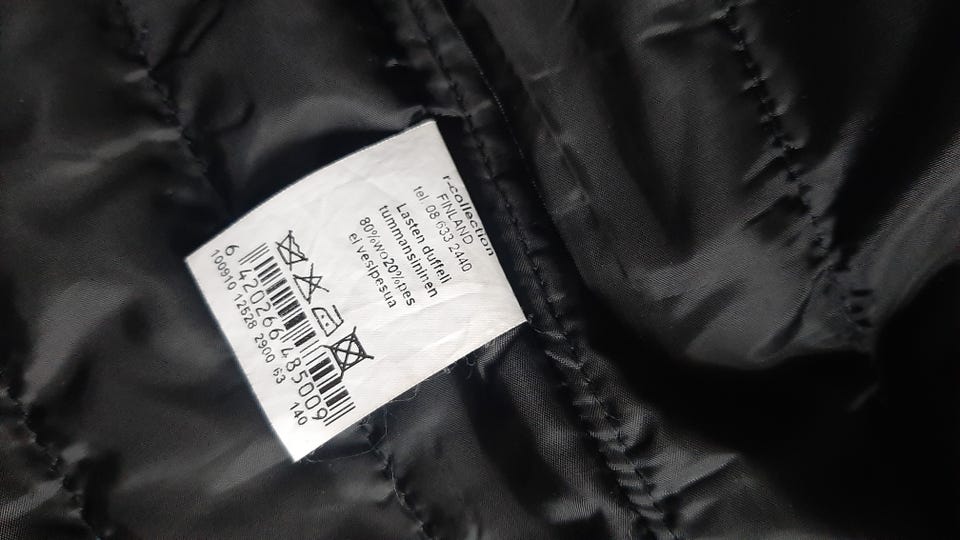 r-collection
FINLAND
tel. 08 633 2440
Lasten duffeli
tummansininen
80%wo20%pes
ei vesipesua
6 420266 485009
100910 12628 2900 63 140